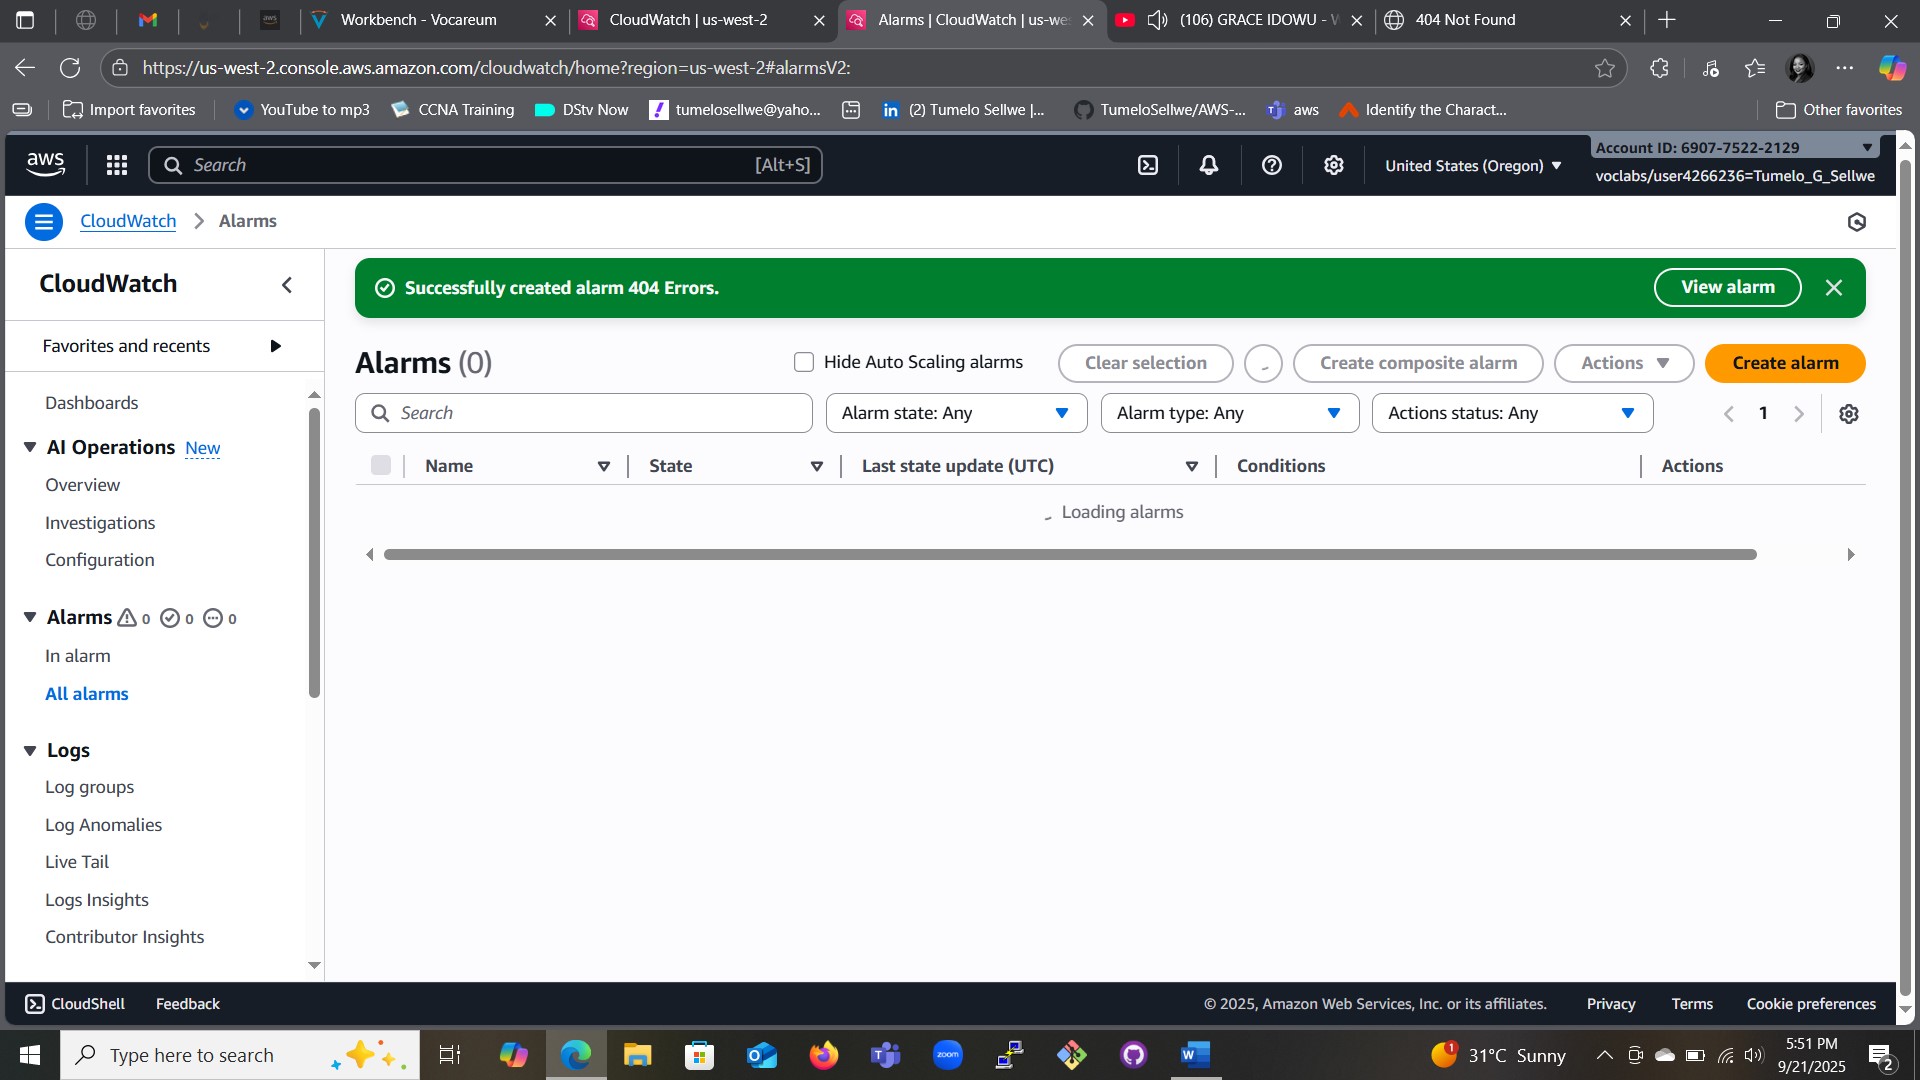 Workbench - Vocareum
CloudWatch | us-west-2
Alarms | CloudWatch | us-wes
(106) GRACE IDOWU - W
404 Not Found
https://us-west-2.console.aws.amazon.com/cloudwatch/home?region=us-west-2#alarmsV2:
Import favorites
YouTube to mp3
CCNA Training
DStv Now
tumelosellwe@yaho...
(2) Tumelo Sellwe |...
TumeloSellwe/AWS-...
aws
Identify the Charact...
Other favorites
aws
Search
[Alt+S]
United States (Oregon)
Account ID: 6907-7522-2129
voclabs/user4266236=Tumelo_G_Sellwe
CloudWatch
Alarms
CloudWatch
Favorites and recents
Dashboards
AI Operations New
Overview
Investigations
Configuration
Alarms 0 0 0
In alarm
All alarms
Logs
Log groups
Log Anomalies
Live Tail
Logs Insights
Contributor Insights
Successfully created alarm 404 Errors.
View alarm
Alarms (0)
Hide Auto Scaling alarms
Clear selection
Create composite alarm
Actions
Create alarm
Search
Alarm state: Any
Alarm type: Any
Actions status: Any
1
Name
State
Last state update (UTC)
Conditions
Actions
Loading alarms
CloudShell
Feedback
© 2025, Amazon Web Services, Inc. or its affiliates.
Privacy
Terms
Cookie preferences
Type here to search
zoom
1
31°C Sunny
5:51 PM
9/21/2025
2